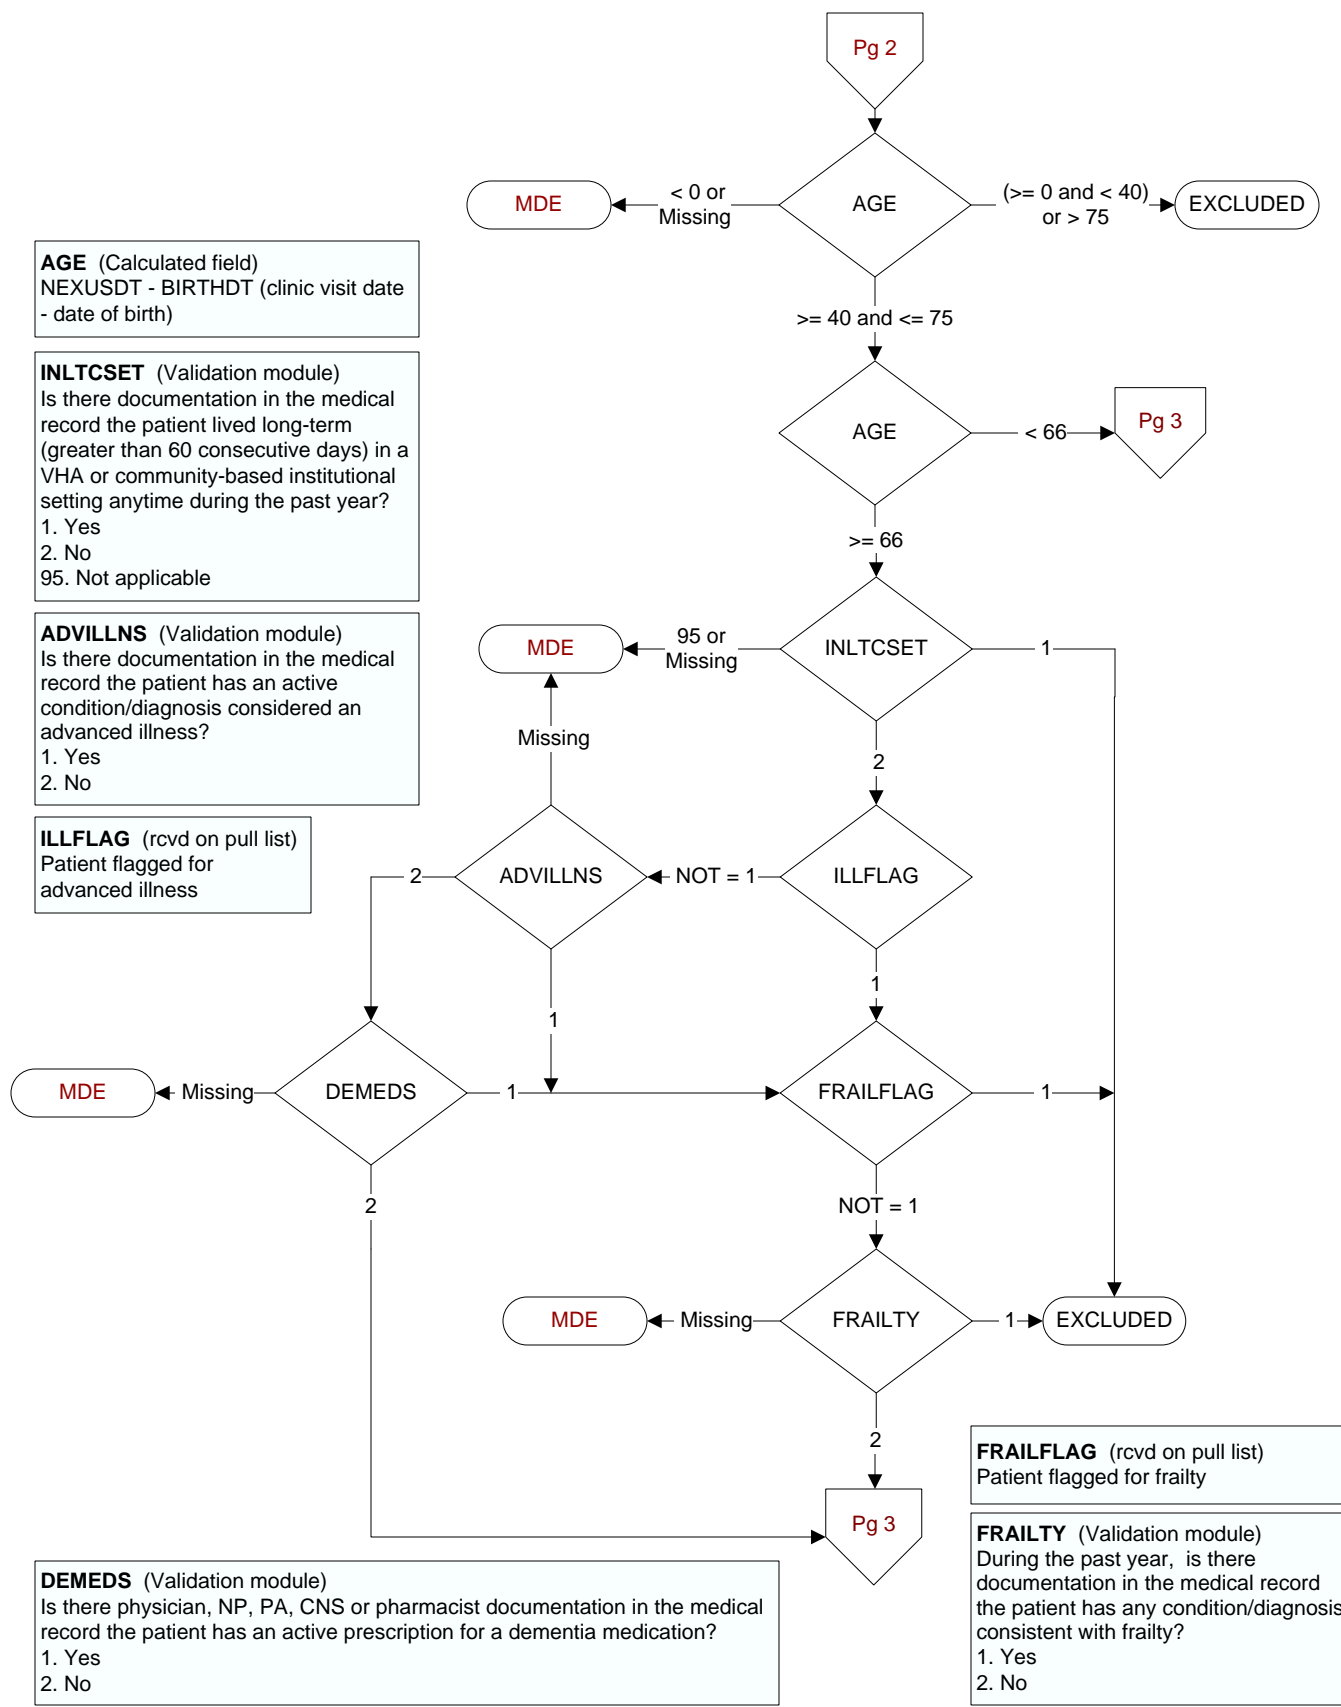 Pg 2
AGE
< 0 or
Missing
MDE
(>= 0 and < 40)
or > 75
EXCLUDED
AGE (Calculated field)
NEXUSDT - BIRTHDT (clinic visit date
- date of birth)
>= 40 and <= 75
INLTCSET (Validation module)
Is there documentation in the medical
record the patient lived long-term
(greater than 60 consecutive days) in a
VHA or community-based institutional
setting anytime during the past year?
1. Yes
2. No
95. Not applicable
AGE
< 66
Pg 3
>= 66
ADVILLNS (Validation module)
Is there documentation in the medical
record the patient has an active
condition/diagnosis considered an
advanced illness?
1. Yes
2. No
MDE
95 or
Missing
INLTCSET
1
Missing
2
ILLFLAG (rcvd on pull list)
Patient flagged for
advanced illness
2
ADVILLNS
NOT = 1
ILLFLAG
1
1
MDE
Missing
DEMEDS
1
FRAILFLAG
1
2
NOT = 1
MDE
Missing
FRAILTY
1
EXCLUDED
2
Pg 3
FRAILFLAG (rcvd on pull list)
Patient flagged for frailty
DEMEDS (Validation module)
Is there physician, NP, PA, CNS or pharmacist documentation in the medical
record the patient has an active prescription for a dementia medication?
1. Yes
2. No
FRAILTY (Validation module)
During the past year, is there
documentation in the medical record
the patient has any condition/diagnosis
consistent with frailty?
1. Yes
2. No